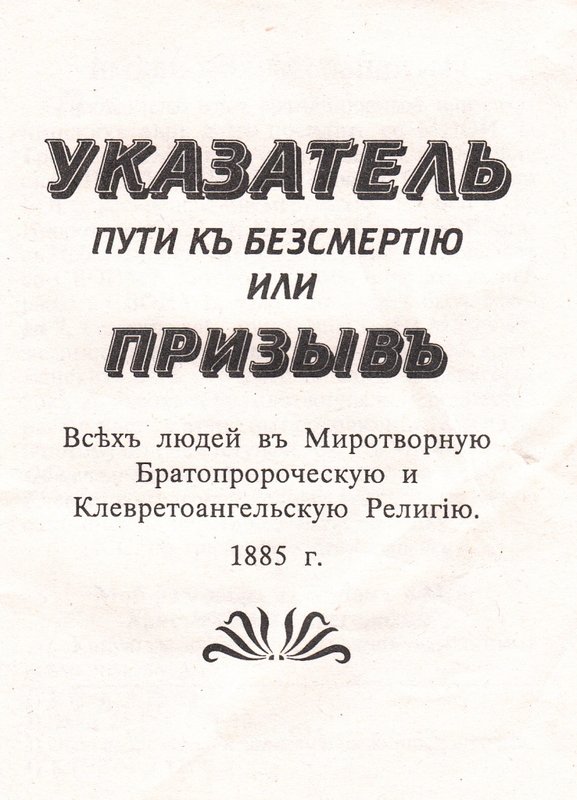 УКАЗАТЕЛЬ
ПУТИ КЪ БЕЗСМЕРТІЮ
ИЛИ
ПРИЗЫВЪ
Всѣхъ людей въ Миротворную
Братопророческую и
Клевретоангельскую Религію.
1885 г.